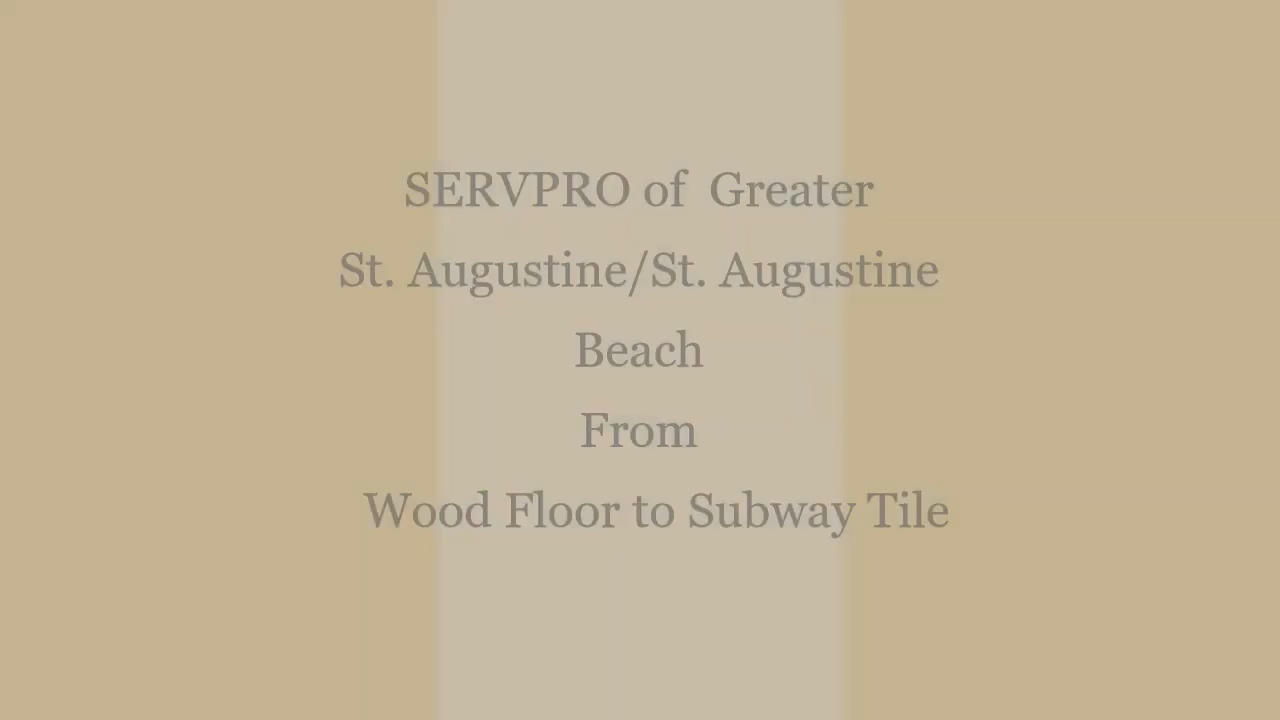 SERVPRO of  Greater
St. Augustine/St. Augustine
Beach
From
Wood Floor to Subway Tile